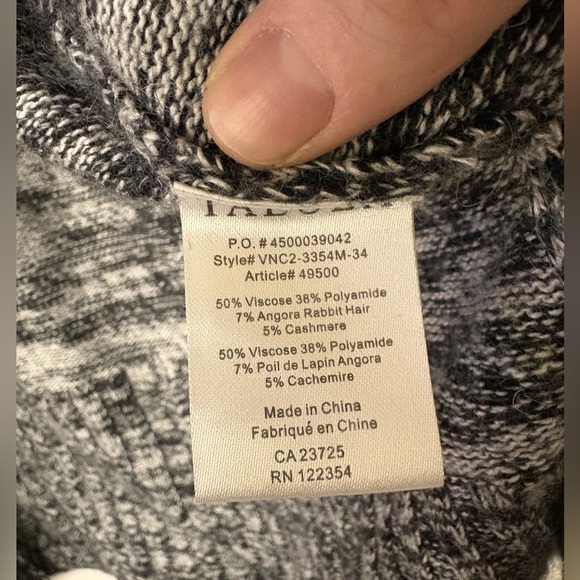 P.O. # 4500039042
Style# VNC2-3354M-34
Article# 49500
50% Viscose 38% Polyamide
7% Angora Rabbit Hair
5% Cashmere
50% Viscose 38% Polyamide
7% Poil de Lapin Angora
5% Cachemire
Made in China
Fabriqué en Chine
CA 23725
RN 122354